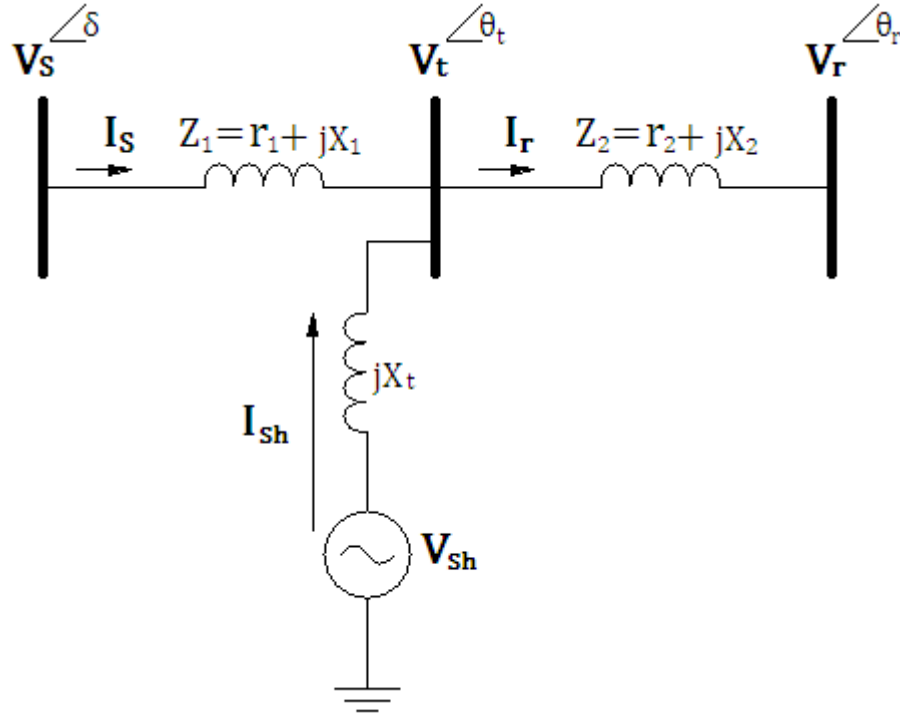 V_S∠δ V_t∠θ_t V_r∠θ_r
I_S Z_1=r_1+jX_1 I_r Z_2=r_2+jX_2
jX_t
I_Sh
V_Sh